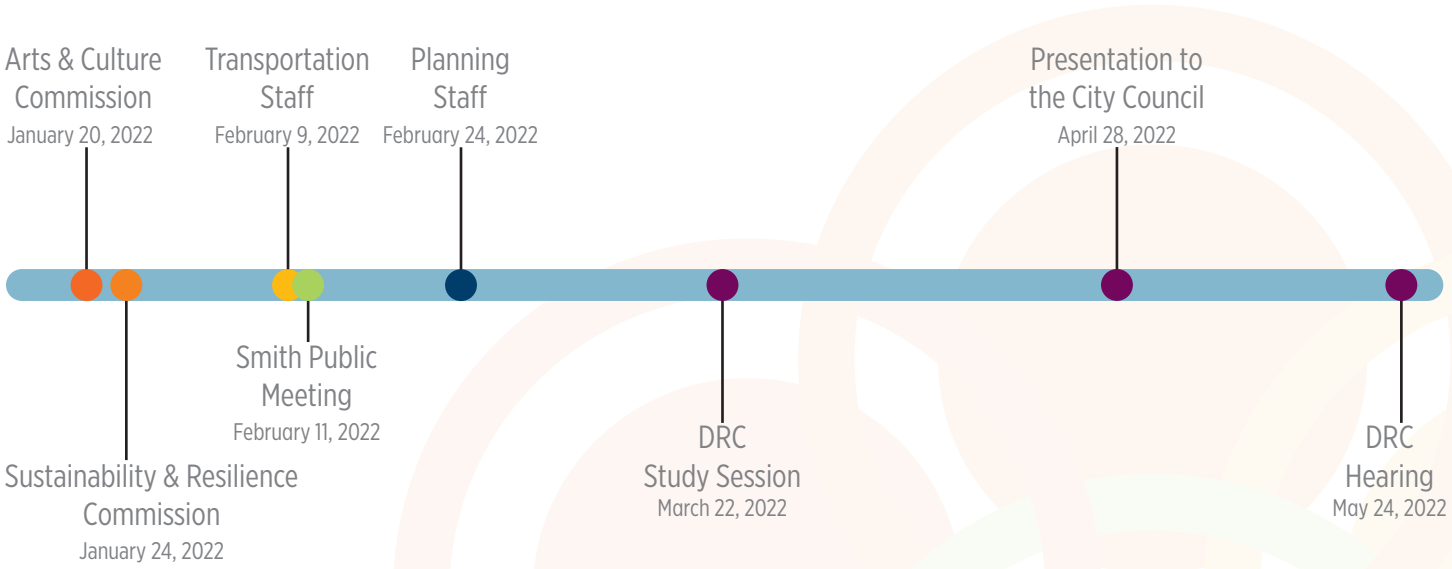 Arts & Culture
Commission
January 20, 2022
Transportation
Staff
February 9, 2022
Planning
Staff
February 24, 2022
Presentation to
the City Council
April 28, 2022
Smith Public
Meeting
February 11, 2022
Sustainability & Resilience
Commission
January 24, 2022
DRC
Study Session
March 22, 2022
DRC
Hearing
May 24, 2022